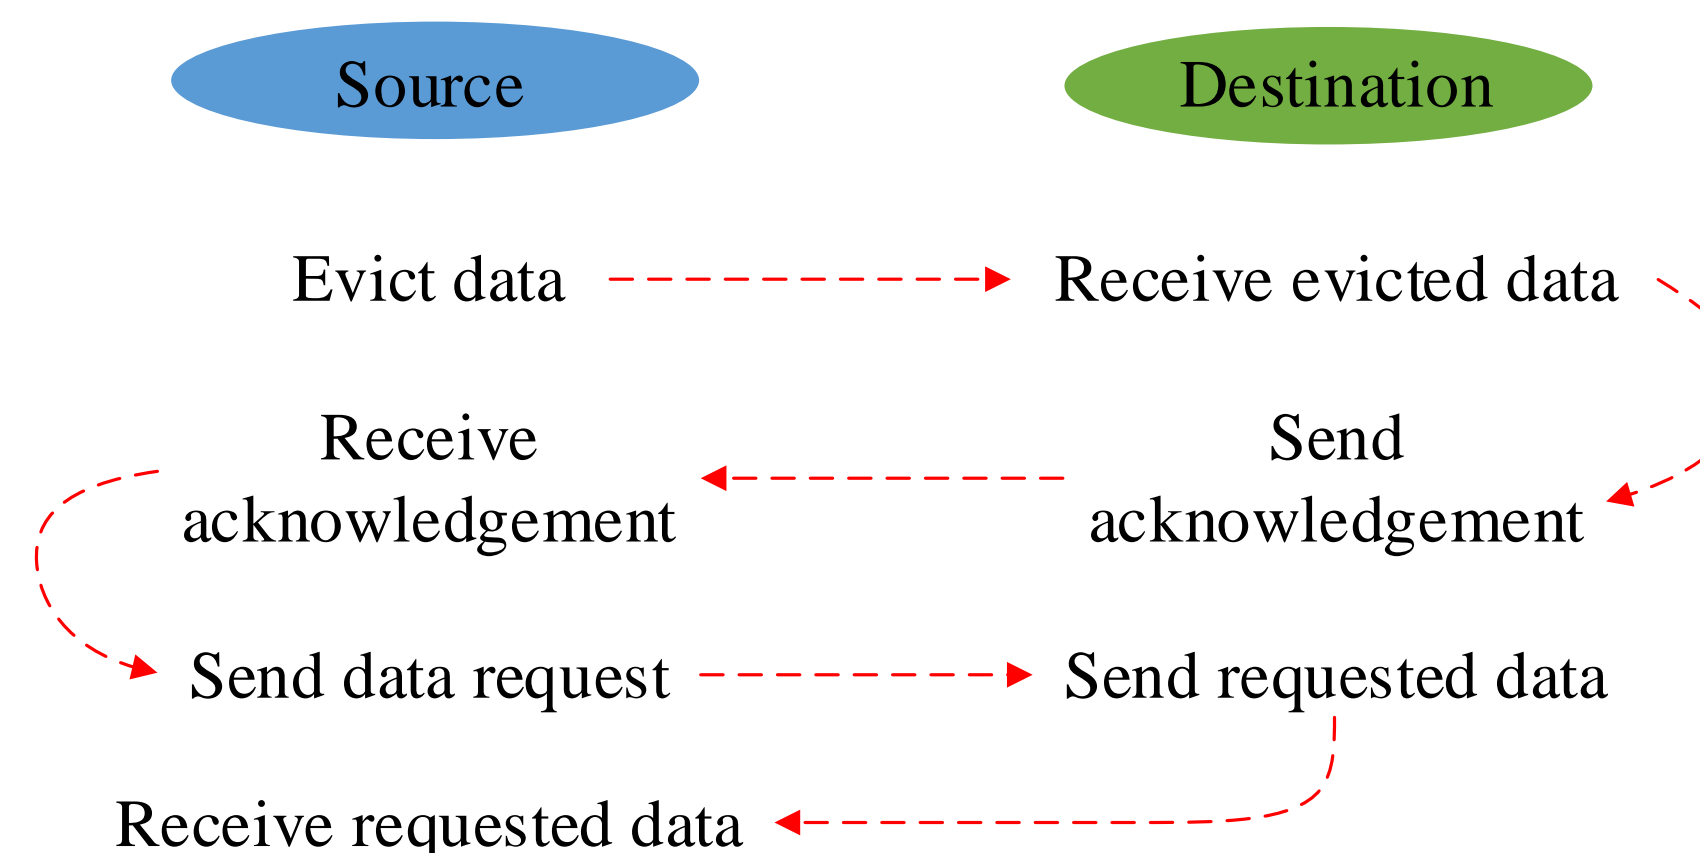 Source
Destination
Evict data
Receive evicted data
Receive
acknowledgement
Send
acknowledgement
Send data request
Send requested data
Receive requested data